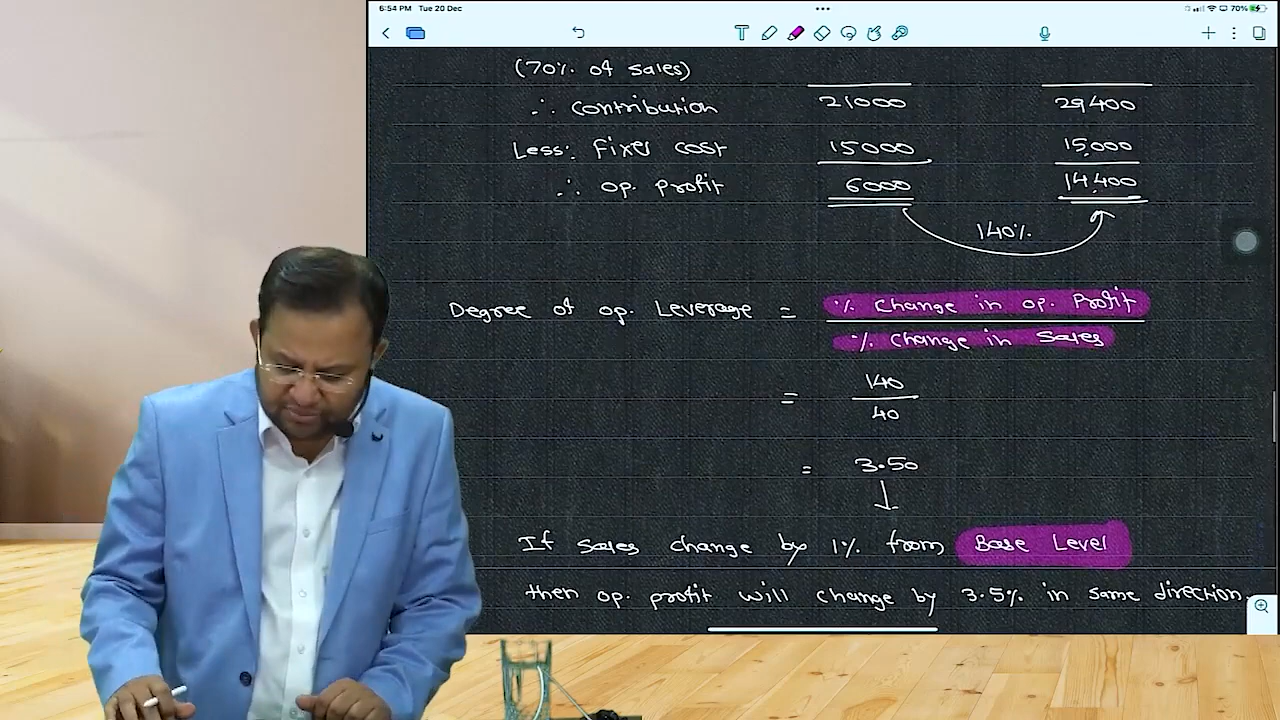 6:54 PM Tue 20 Dec 70%
(70% of sales)
∴ contribution 21000 29400
Less: Fixed cost 15000 15,000
∴ op. profit 6000 14,400
140%
Degree of op. Leverage = % Change in op. Profit
% Change in Sales
= 140
40
= 3.50
If sales change by 1% from Base Level
then op. profit will change by 3.5% in same direction.